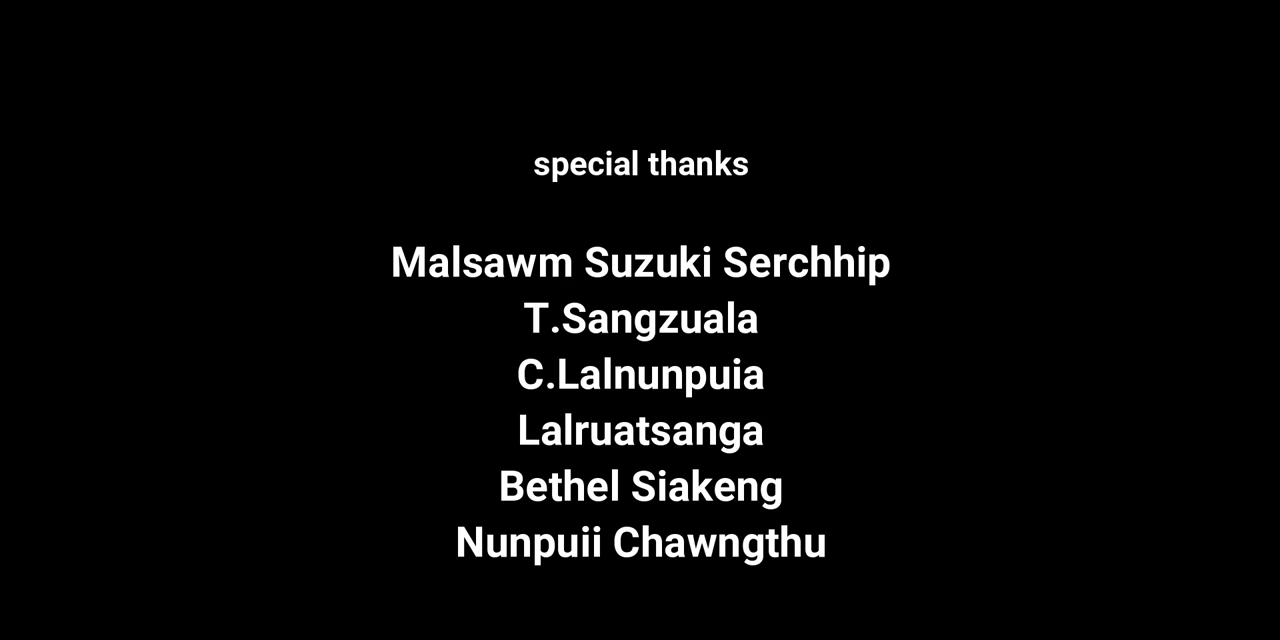 special thanks
Malsawm Suzuki Serchhip
T.Sangzuala
C.Lalnunpuia
Lalruatsanga
Bethel Siakeng
Nunpuii Chawngthu